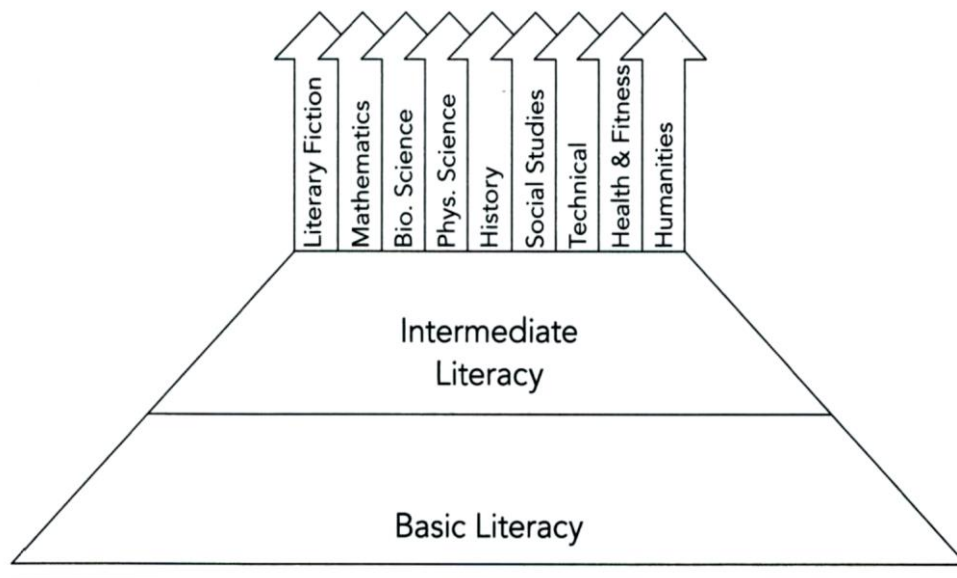 Literary Fiction
Mathematics
Bio. Science
Phys. Science
History
Social Studies
Technical
Health & Fitness
Humanities
Intermediate
Literacy
Basic Literacy